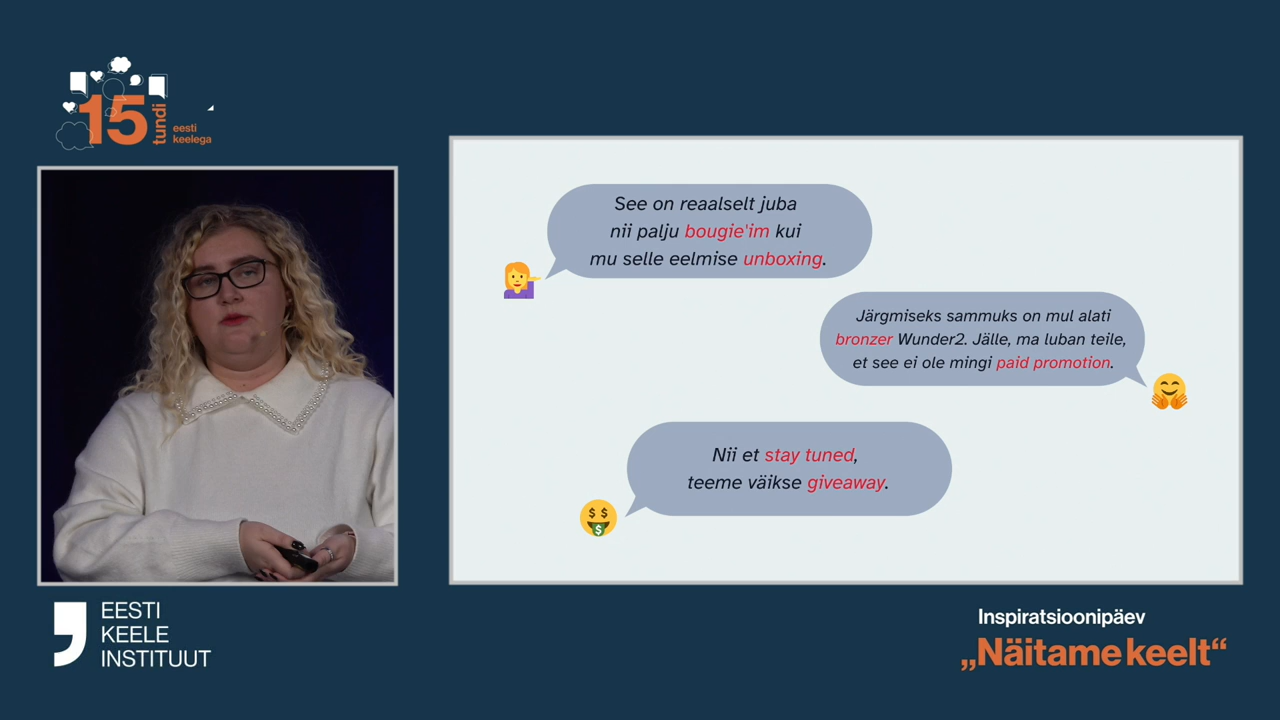 15 tundi
eesti
keelega
See on reaalselt juba
nii palju bougie'im kui
mu selle eelmise unboxing.
Järgmiseks sammuks on mul alati
bronzer Wunder2. Jälle, ma luban teile,
et see ei ole mingi paid promotion.
Nii et stay tuned,
teeme väikse giveaway.
EESTI
KEELE
INSTITUUT
Inspiratsioonipäev
„Näitame keelt“